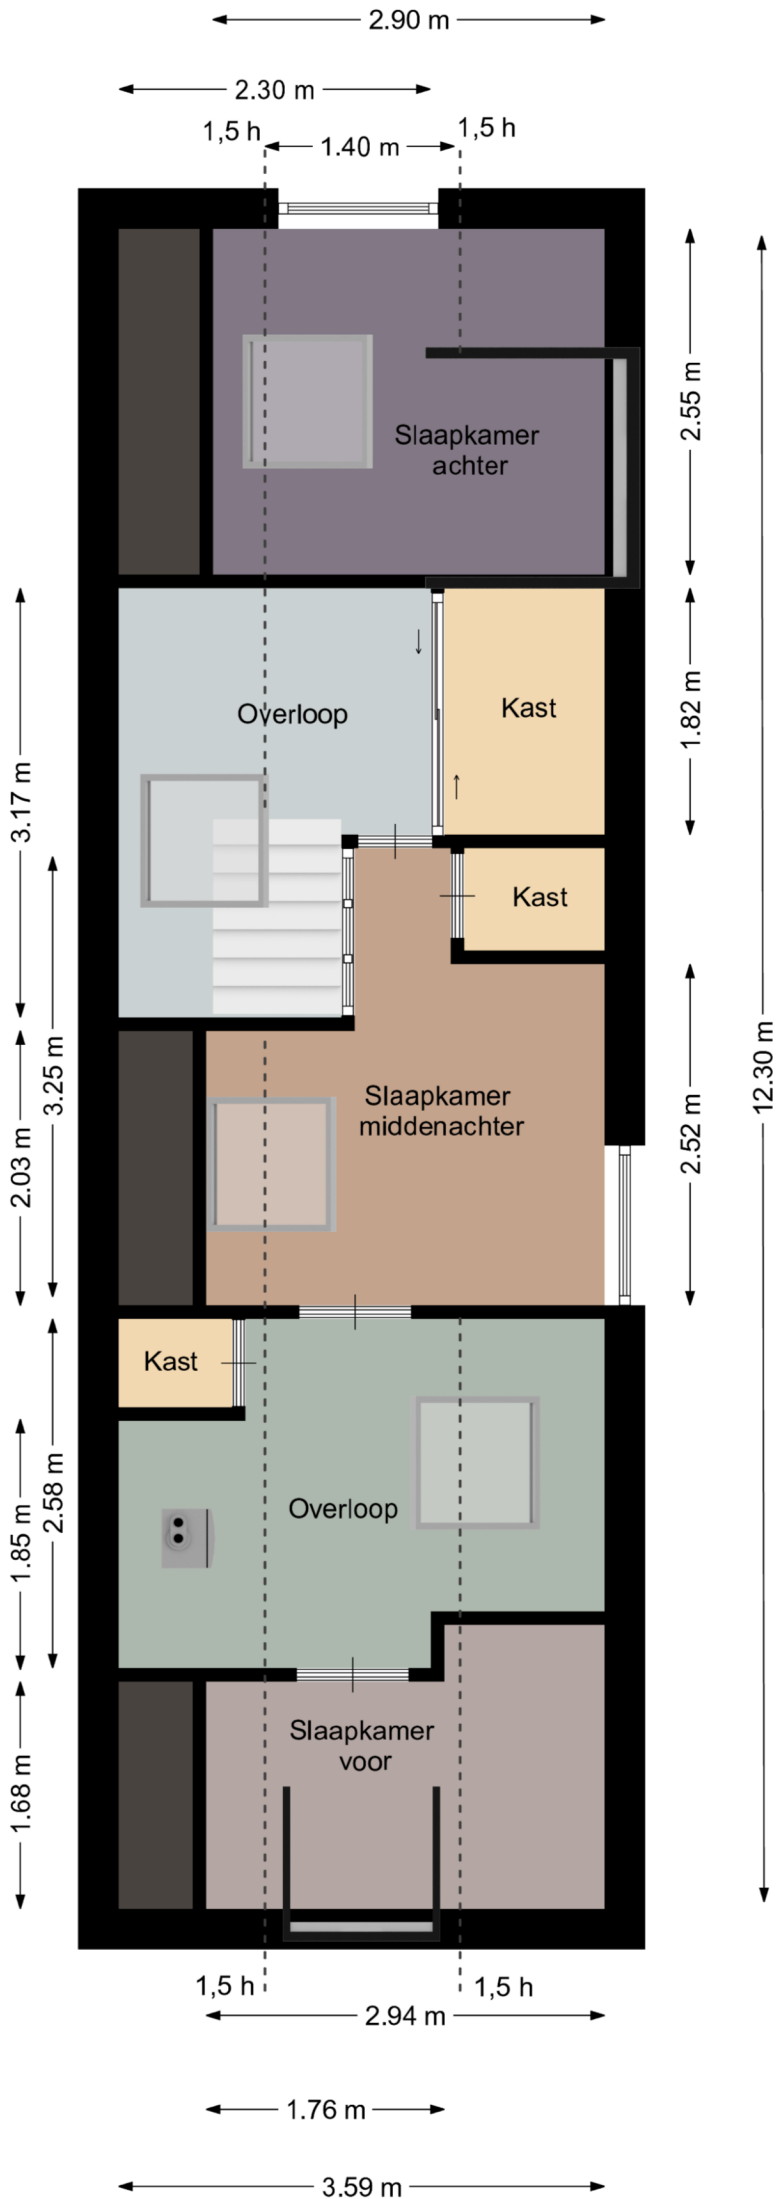 2.90 m
2.30 m
1,5 h
1,5 h
1.40 m
Slaapkamer
achter
2.55 m
Overloop
Kast
1.82 m
3.17 m
Kast
3.25 m
Slaapkamer
middenachter
12.30 m
2.03 m
2.52 m
Kast
Overloop
2.58 m
1.85 m
Slaapkamer
voor
1.68 m
1,5 h
1,5 h
2.94 m
1.76 m
3.59 m